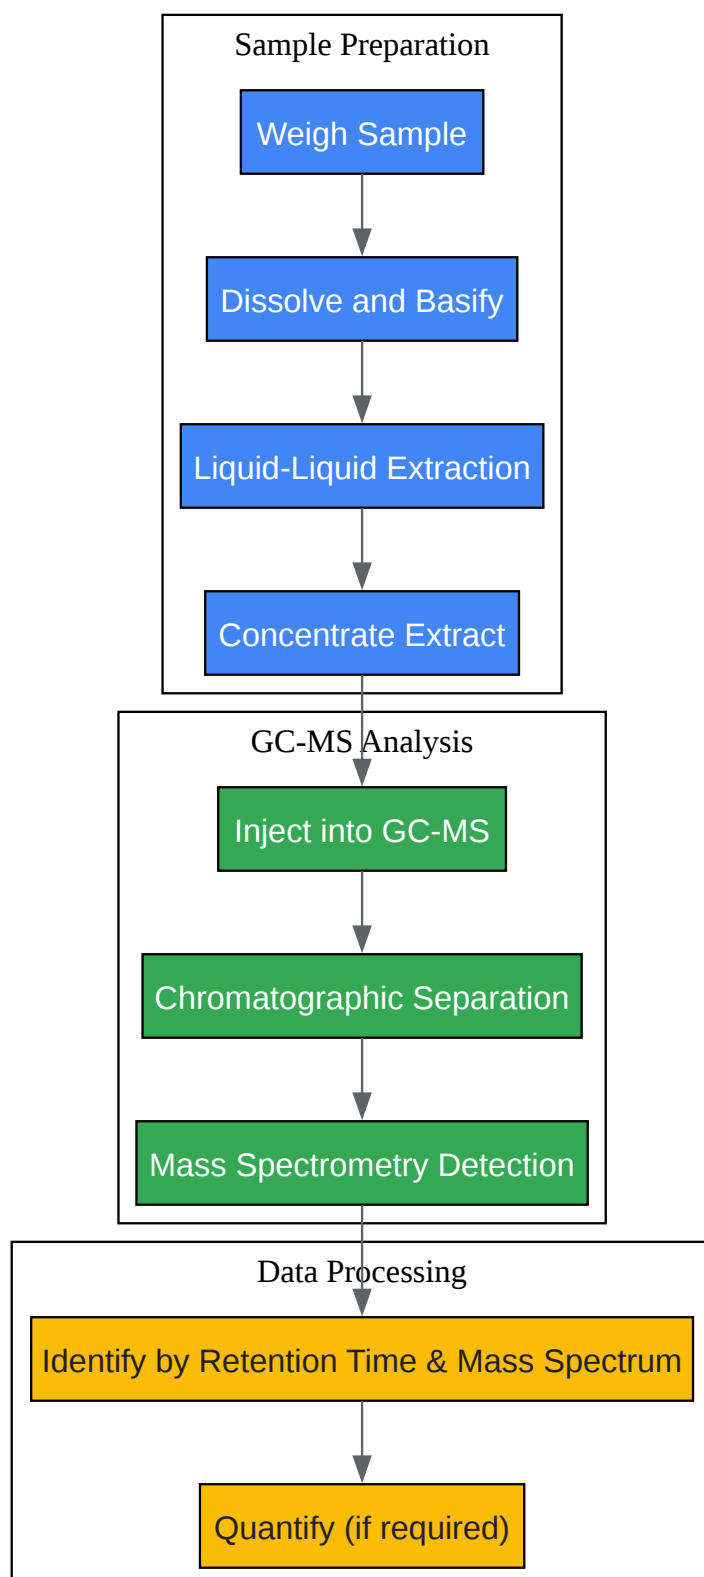 Sample Preparation
Weigh Sample
Dissolve and Basify
Liquid-Liquid Extraction
Concentrate Extract
GC-MS Analysis
Inject into GC-MS
Chromatographic Separation
Mass Spectrometry Detection
Data Processing
Identify by Retention Time & Mass Spectrum
Quantify (if required)